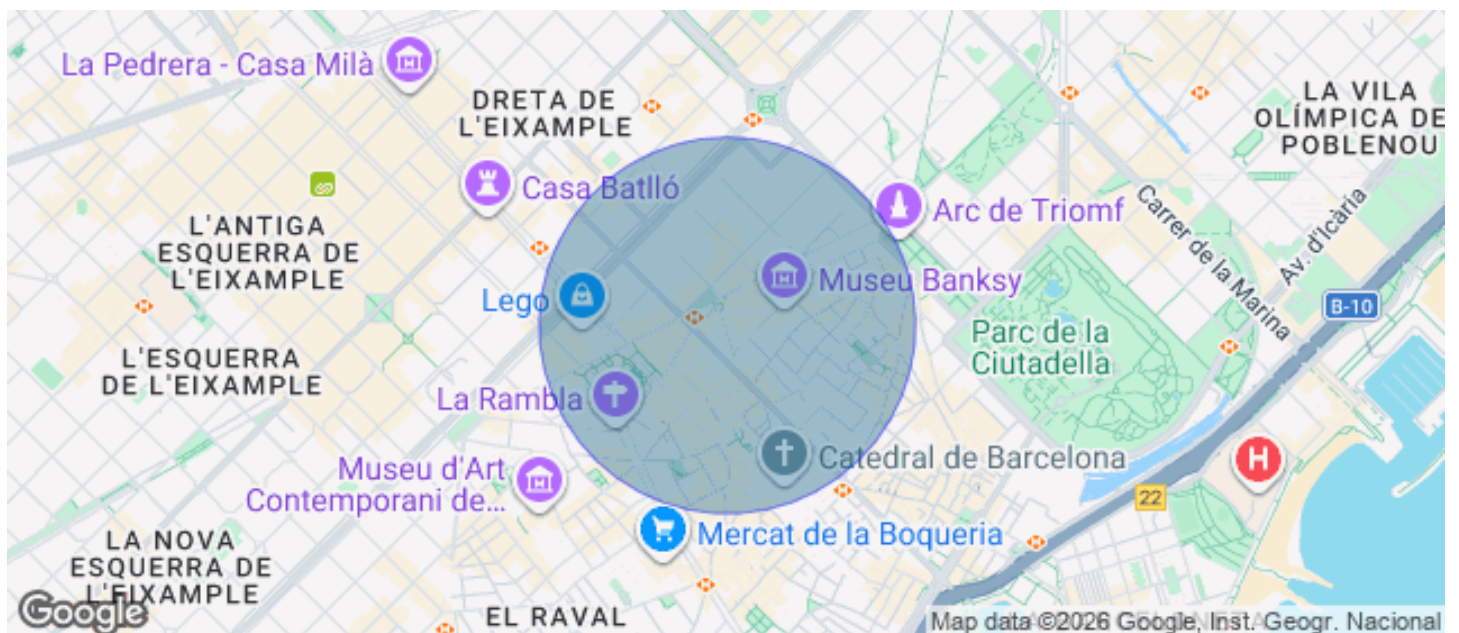 La Pedrera - Casa Milà
DRETA DE
L'EIXAMPLE
LA VILA
OLÍMPICA DE
POBLENOU
Casa Batlló
Arc de Triomf
Carrer de la Marina
Av. d'Icària
L'ANTIGA
ESQUERRA DE
L'EIXAMPLE
Lego
Museu Banksy
B-10
Parc de la
Ciutadella
L'ESQUERRA
DE L'EIXAMPLE
La Rambla
Catedral de Barcelona
H
Museu d'Art
Contemporani de...
22
Mercat de la Boqueria
LA NOVA
ESQUERRA DE
L'EIXAMPLE
Google
EL RAVAL
Map data ©2026 Google, Inst. Geogr. Nacional